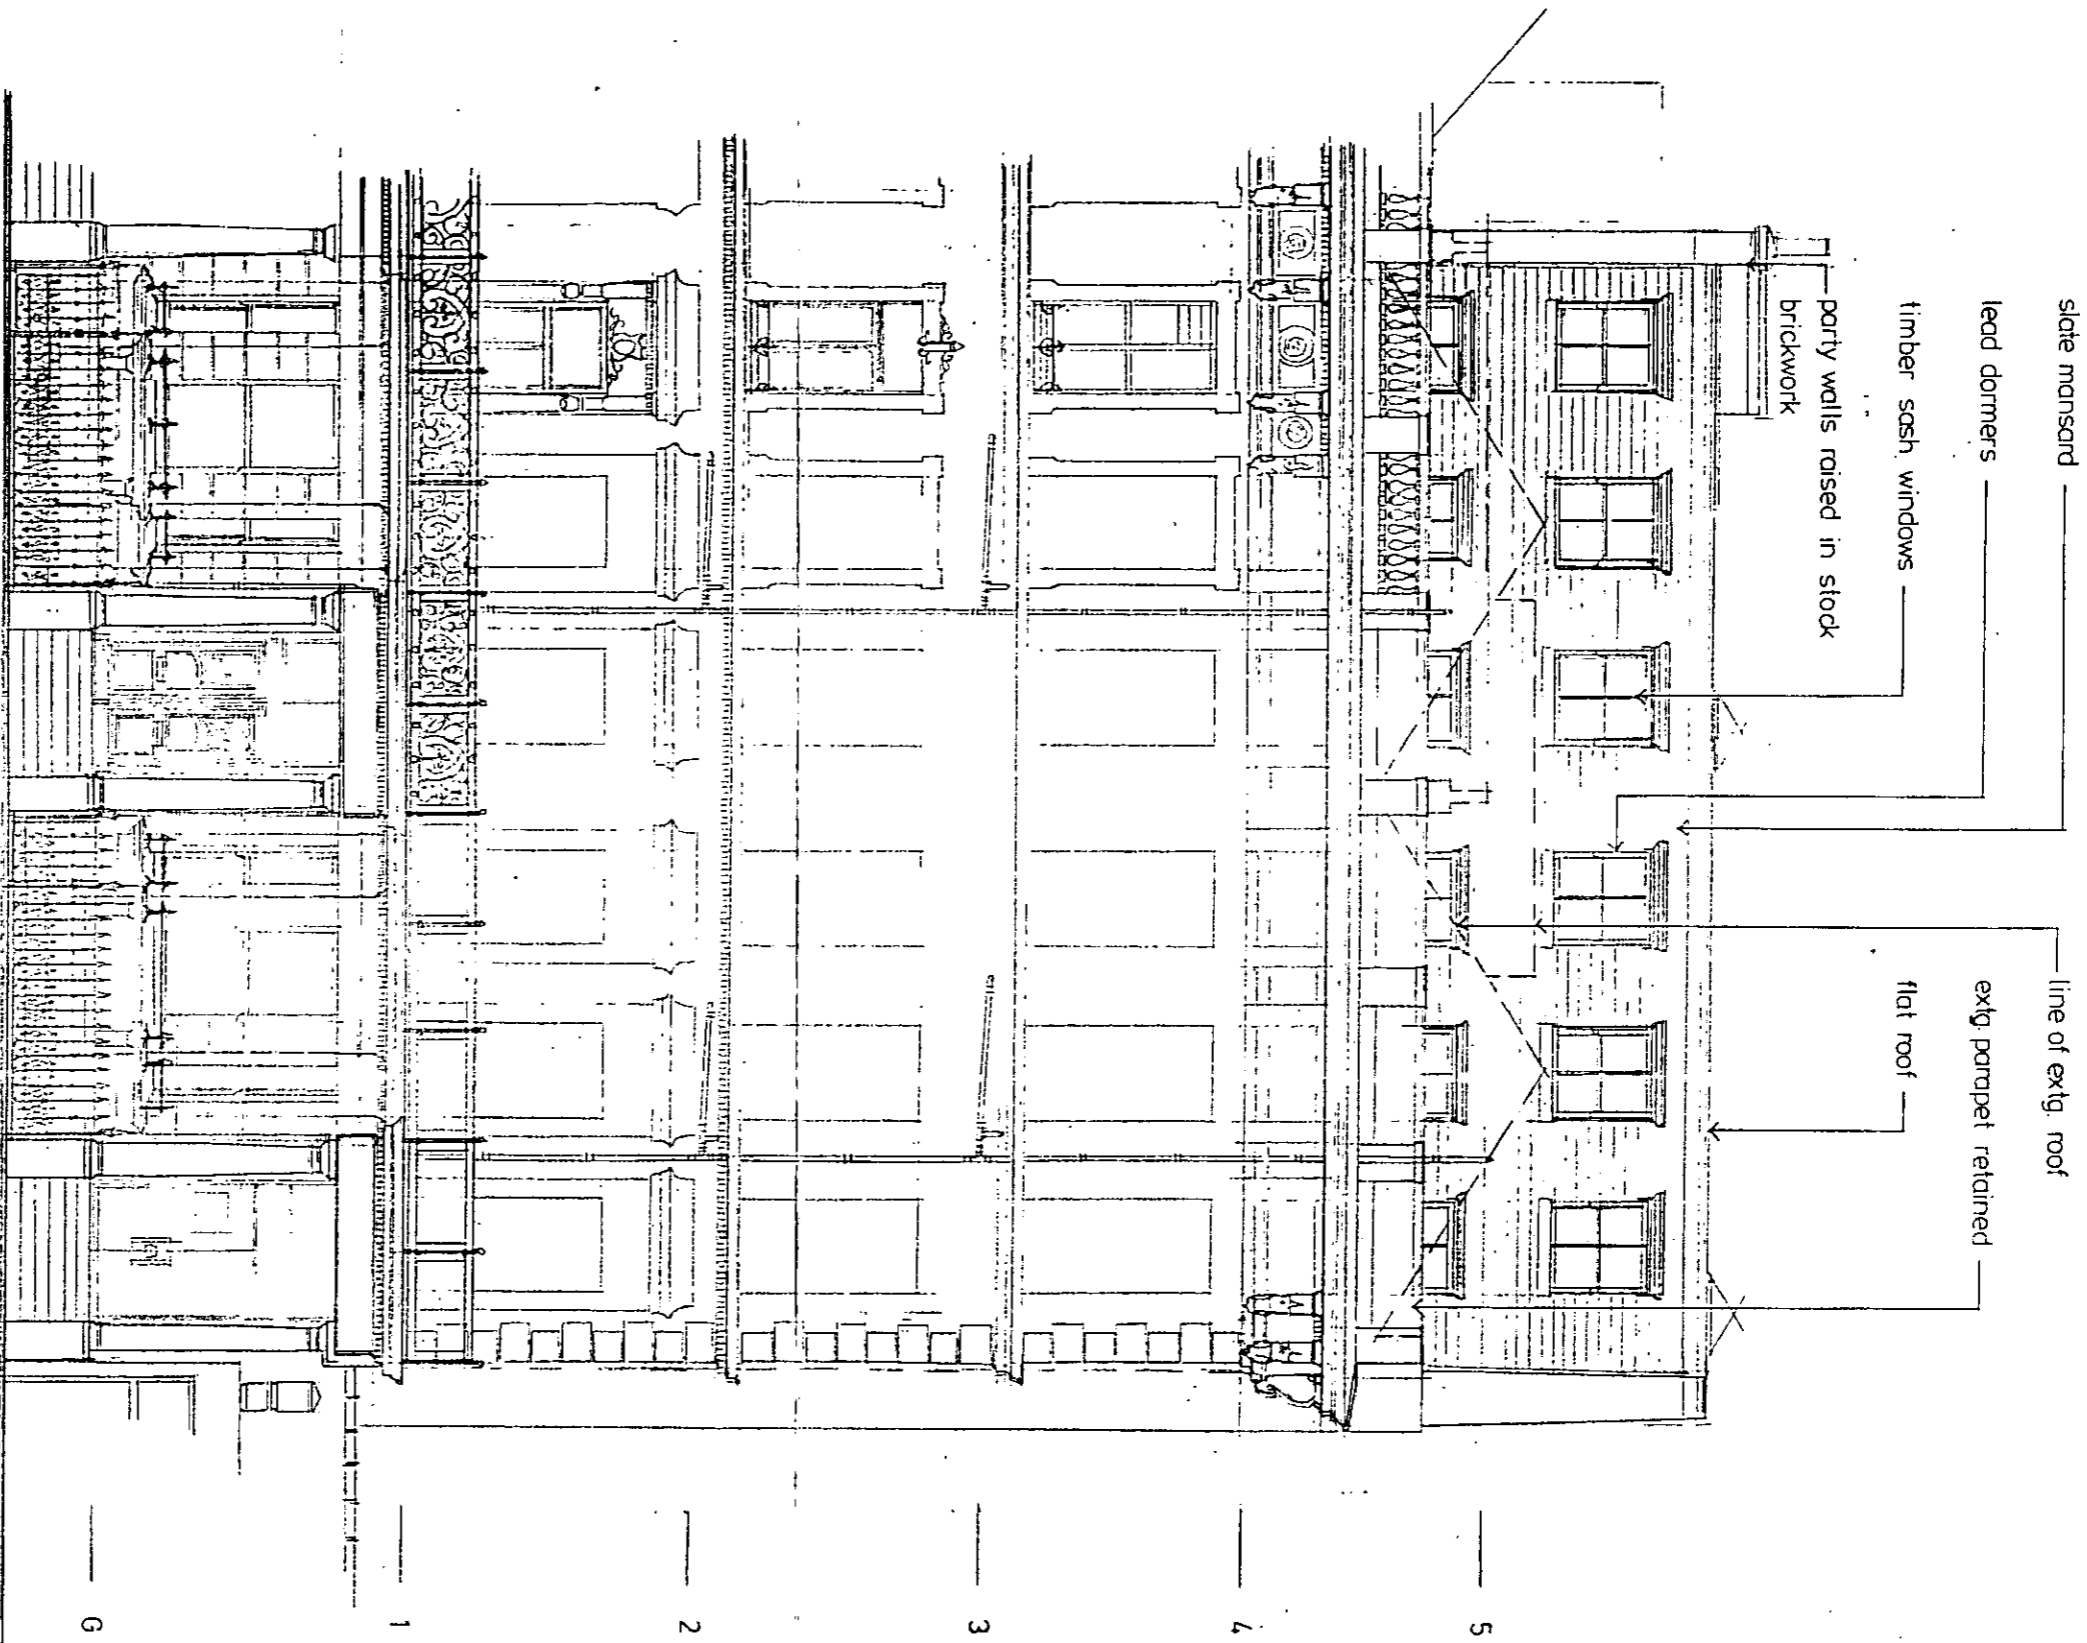 slate mansard
lead dormers
timber sash windows
party walls raised in stock
brickwork
line of extg. roof
extg. parapet retained
flat roof
5
4
3
2
1
G